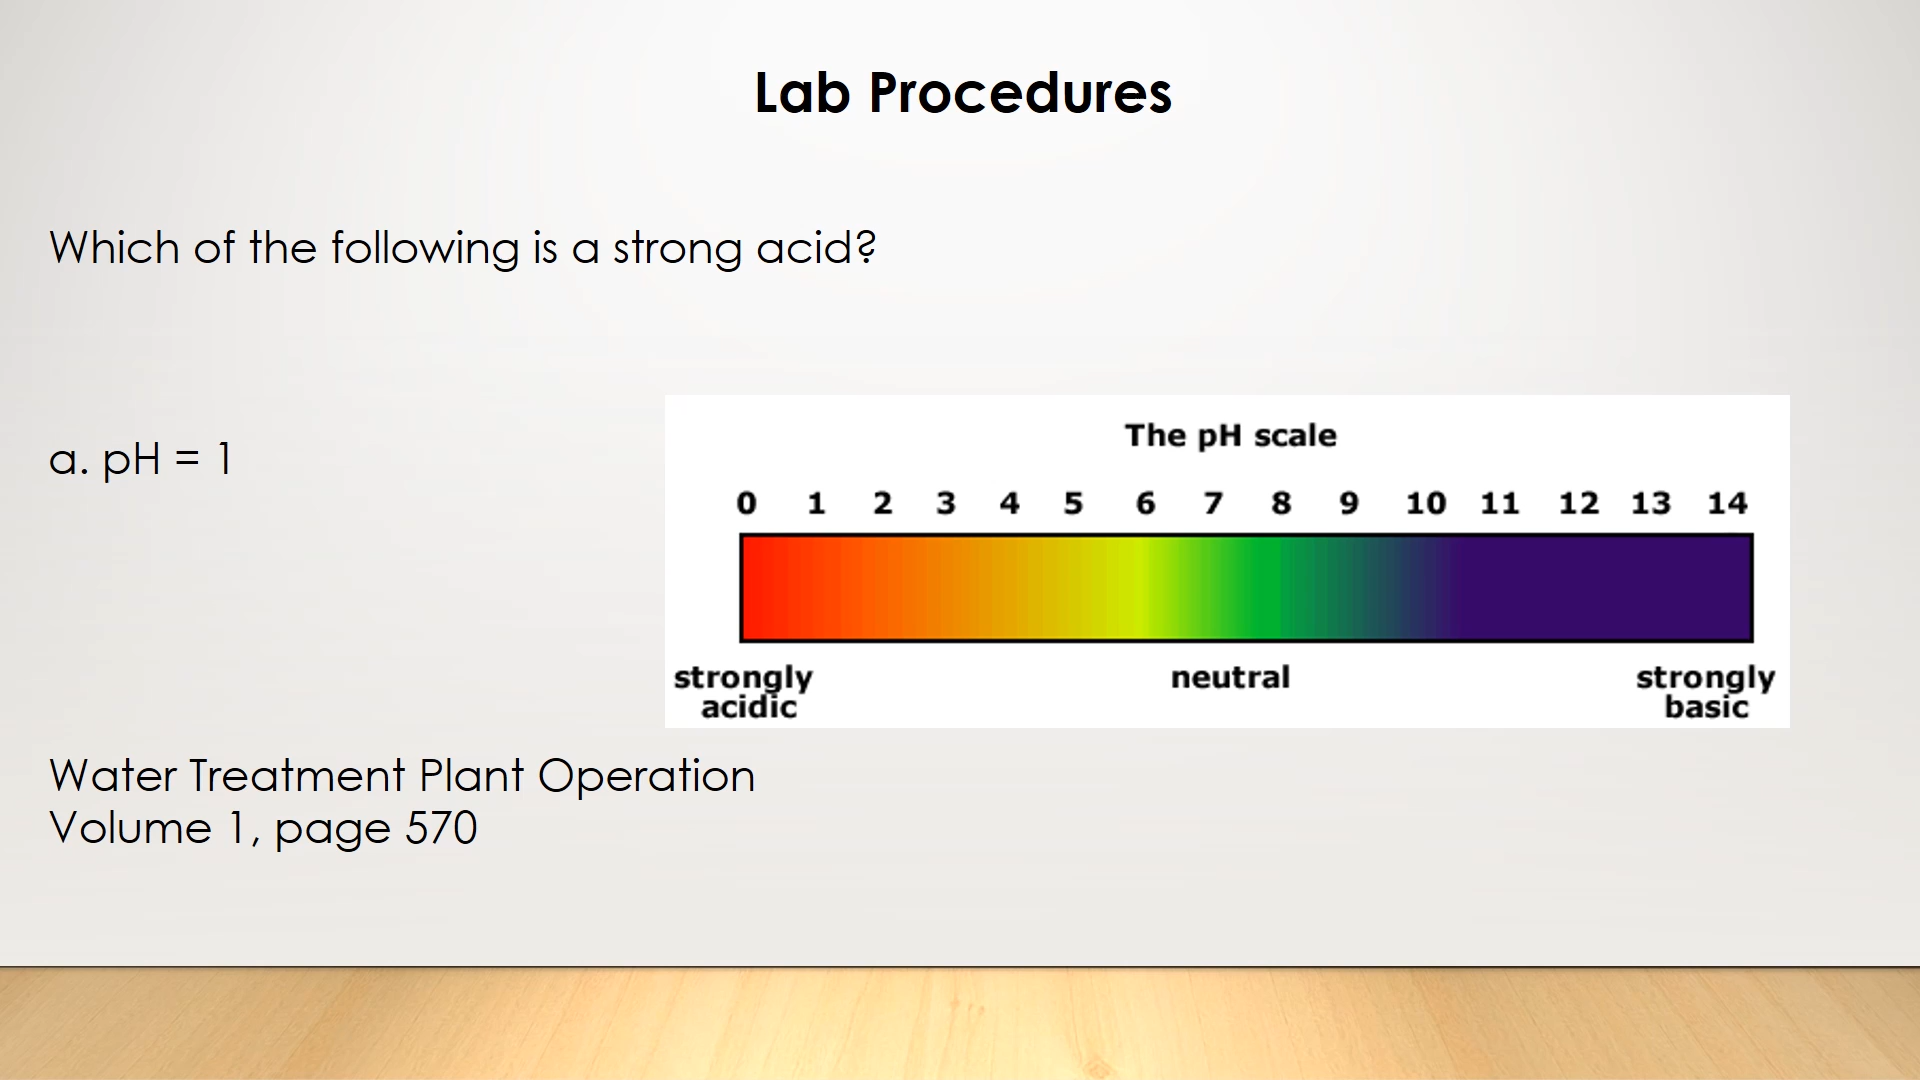 Lab Procedures
Which of the following is a strong acid?
a. pH = 1
The pH scale
0 1 2 3 4 5 6 7 8 9 10 11 12 13 14
strongly acidic
neutral
strongly basic
Water Treatment Plant Operation
Volume 1, page 570